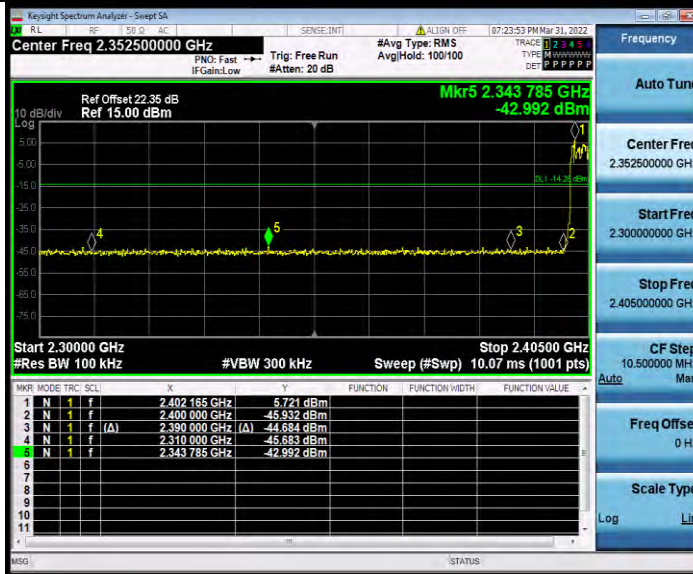 Keysight Spectrum Analyzer - Swept SA
RL RF 50 Ω AC SENSE:INT ALIGN OFF 07:23:53 PM Mar 31, 2022
Center Freq 2.352500000 GHz
PNO: Fast
IFGain:Low
Trig: Free Run
#Atten: 20 dB
#Avg Type: RMS
Avg|Hold: 100/100
TRACE 1 2 3 4 5
TYPE M
DET P P P P P
Ref Offset 22.35 dB
10 dB/div Ref 15.00 dBm
Log
Mkr5 2.343 785 GHz
-42.992 dBm
5.00
-5.00
-15.0
-25.0
-35.0
-45.0
-55.0
-65.0
-75.0
1
DL1 -14.28 dBm
4
5
3
2
Start 2.30000 GHz Stop 2.40500 GHz
#Res BW 100 kHz #VBW 300 kHz Sweep (#Swp) 10.07 ms (1001 pts)
MKR MODE TRC SCL X Y FUNCTION FUNCTION WIDTH FUNCTION VALUE
1 N 1 f 2.402 165 GHz 5.721 dBm
2 N 1 f 2.400 000 GHz -45.932 dBm
3 N 1 f (Δ) 2.390 000 GHz (Δ) -44.684 dBm
4 N 1 f 2.310 000 GHz -45.683 dBm
5 N 1 f 2.343 785 GHz -42.992 dBm
6
7
8
9
10
11
MSG STATUS
Frequency
Auto Tune
Center Freq
2.352500000 GHz
Start Freq
2.300000000 GHz
Stop Freq
2.405000000 GHz
CF Step
10.500000 MHz
Auto Man
Freq Offset
0 Hz
Scale Type
Log Lin